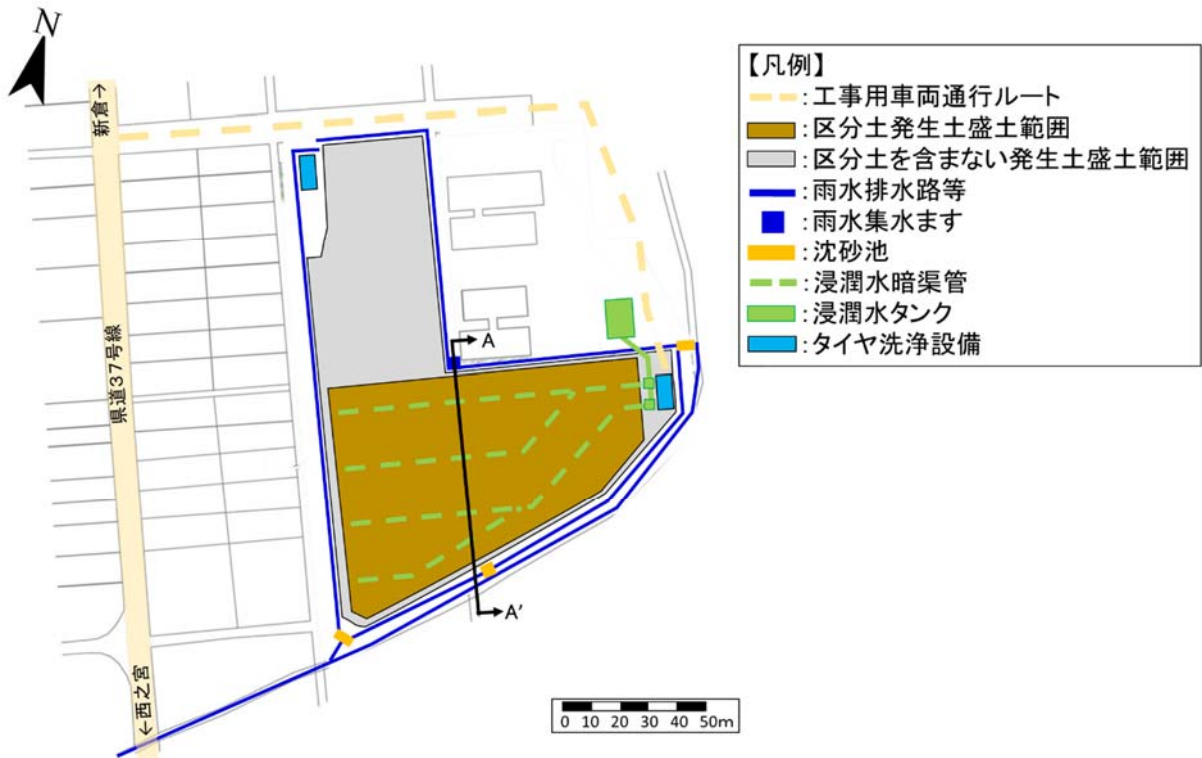 N
新倉→
県道37号線
←西之宮
A
A'
0 10 20 30 40 50m
【凡例】
:工事用車両通行ルート
:区分土発生土盛土範囲
:区分土を含まない発生土盛土範囲
:雨水排水路等
:雨水集水ます
:沈砂池
:浸潤水暗渠管
:浸潤水タンク
:タイヤ洗浄設備